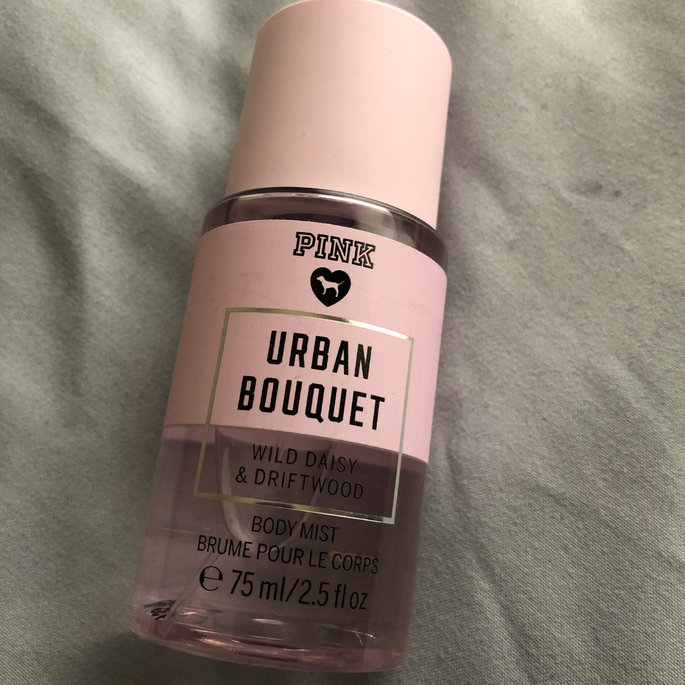 PINK
URBAN
BOUQUET
WILD DAISY
& DRIFTWOOD
BODY MIST
BRUME POUR LE CORPS
℮ 75 ml/2.5 fl oz